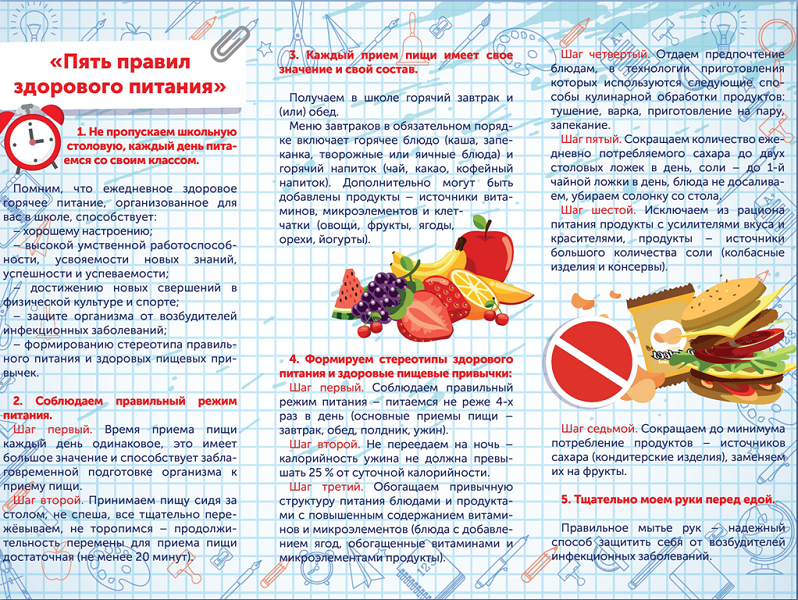 «Пять правил
здорового питания»
1. Не пропускаем школьную
столовую, каждый день пита-
емся со своим классом.
Помним, что ежедневное здоровое
горячее питание, организованное для
вас в школе, способствует:
– хорошему настроению;
– высокой умственной работоспособ-
ности, усвояемости новых знаний,
успешности и успеваемости;
– достижению новых свершений в
физической культуре и спорте;
– защите организма от возбудителей
инфекционных заболеваний;
– формированию стереотипа правиль-
ного питания и здоровых пищевых при-
вычек.
2. Соблюдаем правильный режим
питания.
Шаг первый. Время приема пищи
каждый день одинаковое, это имеет
большое значение и способствует забла-
говременной подготовке организма к
приему пищи.
Шаг второй. Принимаем пищу сидя за
столом, не спеша, все тщательно пере-
жёвываем, не торопимся – продолжи-
тельность перемены для приема пищи
достаточная (не менее 20 минут).
3. Каждый прием пищи имеет свое
значение и свой состав.
Получаем в школе горячий завтрак и
(или) обед.
Меню завтраков в обязательном поряд-
ке включает горячее блюдо (каша, запе-
канка, творожные или яичные блюда) и
горячий напиток (чай, какао, кофейный
напиток). Дополнительно могут быть
добавлены продукты – источники вита-
минов, микроэлементов и клет-
чатки (овощи, фрукты, ягоды,
орехи, йогурты).
4. Формируем стереотипы здорового
питания и здоровые пищевые привычки:
Шаг первый. Соблюдаем правильный
режим питания – питаемся не реже 4-х
раз в день (основные приемы пищи –
завтрак, обед, полдник, ужин).
Шаг второй. Не переедаем на ночь –
калорийность ужина не должна превы-
шать 25 % от суточной калорийности.
Шаг третий. Обогащаем привычную
структуру питания блюдами и продукта-
ми с повышенным содержанием витами-
нов и микроэлементов (блюда с добавле-
нием ягод, обогащенные витаминами и
микроэлементами продукты).
Шаг четвертый. Отдаем предпочтение
блюдам, в технологии приготовления
которых используются следующие спо-
собы кулинарной обработки продуктов:
тушение, варка, приготовление на пару,
запекание.
Шаг пятый. Сокращаем количество еже-
дневно потребляемого сахара до двух
столовых ложек в день, соли – до 1-й
чайной ложки в день, блюда не досалива-
ем, убираем солонку со стола.
Шаг шестой. Исключаем из рациона
питания продукты с усилителями вкуса и
красителями, продукты – источники
большого количества соли (колбасные
изделия и консервы).
Шаг седьмой. Сокращаем до минимума
потребление продуктов – источников
сахара (кондитерские изделия), заменяем
их на фрукты.
5. Тщательно моем руки перед едой.
Правильное мытье рук – надежный
способ защитить себя от возбудителей
инфекционных заболеваний.